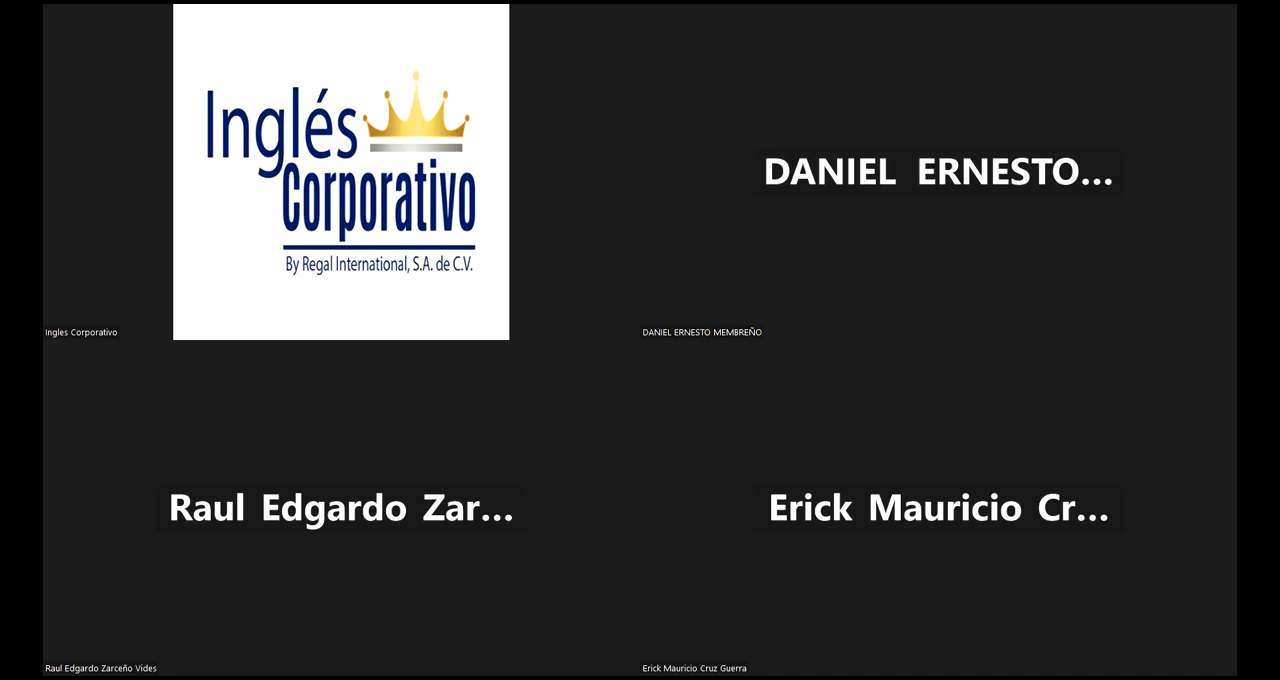 Inglés
Corporativo
By Regal International, S.A. de C.V.
Ingles Corporativo
DANIEL ERNESTO...
DANIEL ERNESTO MEMBREÑO
Raul Edgardo Zar...
Raul Edgardo Zarceño Vides
Erick Mauricio Cr...
Erick Mauricio Cruz Guerra